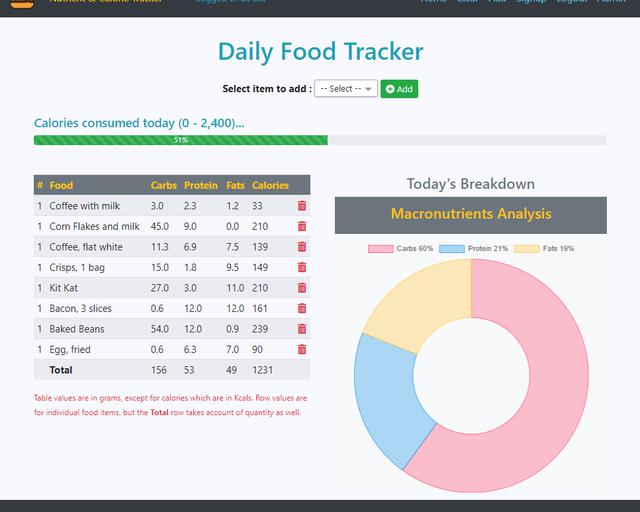 Nutrient & Calorie Tracker
Home Clear Add Signup Logout Admin
Daily Food Tracker
Select item to add : -- Select -- Add
Calories consumed today (0 - 2,400)...
51%
# Food Carbs Protein Fats Calories
1 Coffee with milk 3.0 2.3 1.2 33
1 Corn Flakes and milk 45.0 9.0 0.0 210
1 Coffee, flat white 11.3 6.9 7.5 139
1 Crisps, 1 bag 15.0 1.8 9.5 149
1 Kit Kat 27.0 3.0 11.0 210
1 Bacon, 3 slices 0.6 12.0 12.0 161
1 Baked Beans 54.0 12.0 0.9 239
1 Egg, fried 0.6 6.3 7.0 90
Total 156 53 49 1231
Table values are in grams, except for calories which are in Kcals. Row values are
for individual food items, but the Total row takes account of quantity as well.
Today's Breakdown
Macronutrients Analysis
Carbs 60% Protein 21% Fats 19%